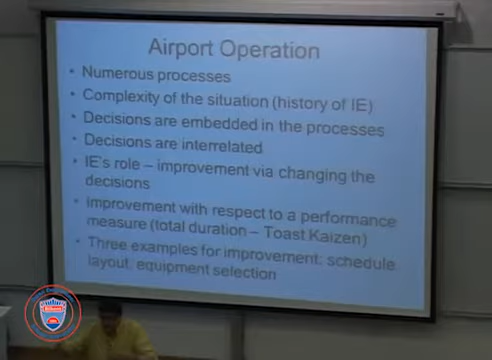 Airport Operation
• Numerous processes
• Complexity of the situation (history of IE)
• Decisions are embedded in the processes
• Decisions are interrelated
• IE's role – improvement via changing the
decisions
• Improvement with respect to a performance
measure (total duration – Toast Kaizen)
• Three examples for improvement: schedule
layout, equipment selection